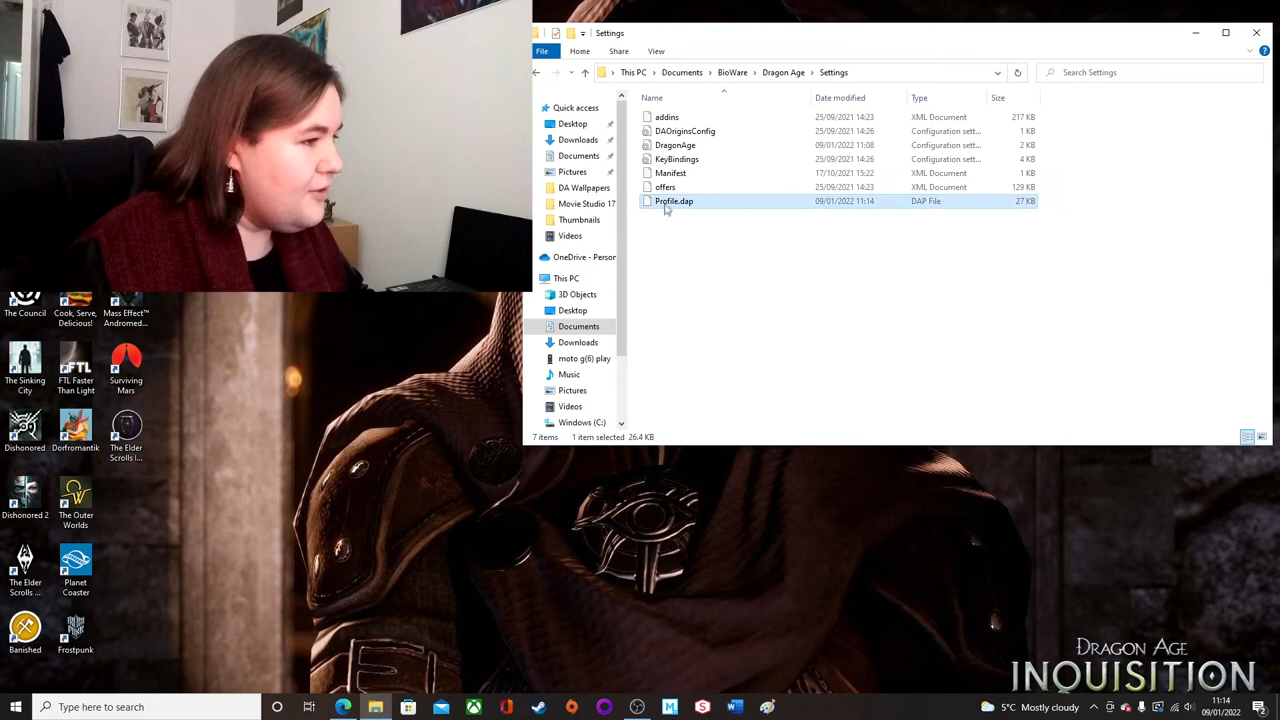 Settings
File
Home
Share
View
This PC
Documents
BioWare
Dragon Age
Settings
Search Settings
Name
Date modified
Type
Size
Quick access
Desktop
Downloads
Documents
Pictures
DA Wallpapers
Movie Studio 17
Thumbnails
Videos
OneDrive - Person
This PC
3D Objects
Desktop
Documents
Downloads
moto g(6) play
Music
Pictures
Videos
Windows (C:)
addins 25/09/2021 14:23 XML Document 217 KB
DAOriginsConfig 25/09/2021 14:26 Configuration sett... 1 KB
DragonAge 09/01/2022 11:08 Configuration sett... 2 KB
KeyBindings 25/09/2021 14:26 Configuration sett... 4 KB
Manifest 17/10/2021 15:22 XML Document 1 KB
offers 25/09/2021 14:23 XML Document 129 KB
Profile.dap 09/01/2022 11:14 DAP File 27 KB
7 items 1 item selected: 26.4 KB
The Council
Cook, Serve,
Delicious!
Mass Effect™
Andromed...
The Sinking
City
FTL Faster
Than Light
Surviving
Mars
Dishonored
Dorfromantik
The Elder
Scrolls I...
Dishonored 2
The Outer
Worlds
The Elder
Scrolls ...
Planet
Coaster
Banished
Frostpunk
DRAGON AGE
INQUISITION
Type here to search
5°C Mostly cloudy
11:14
09/01/2022